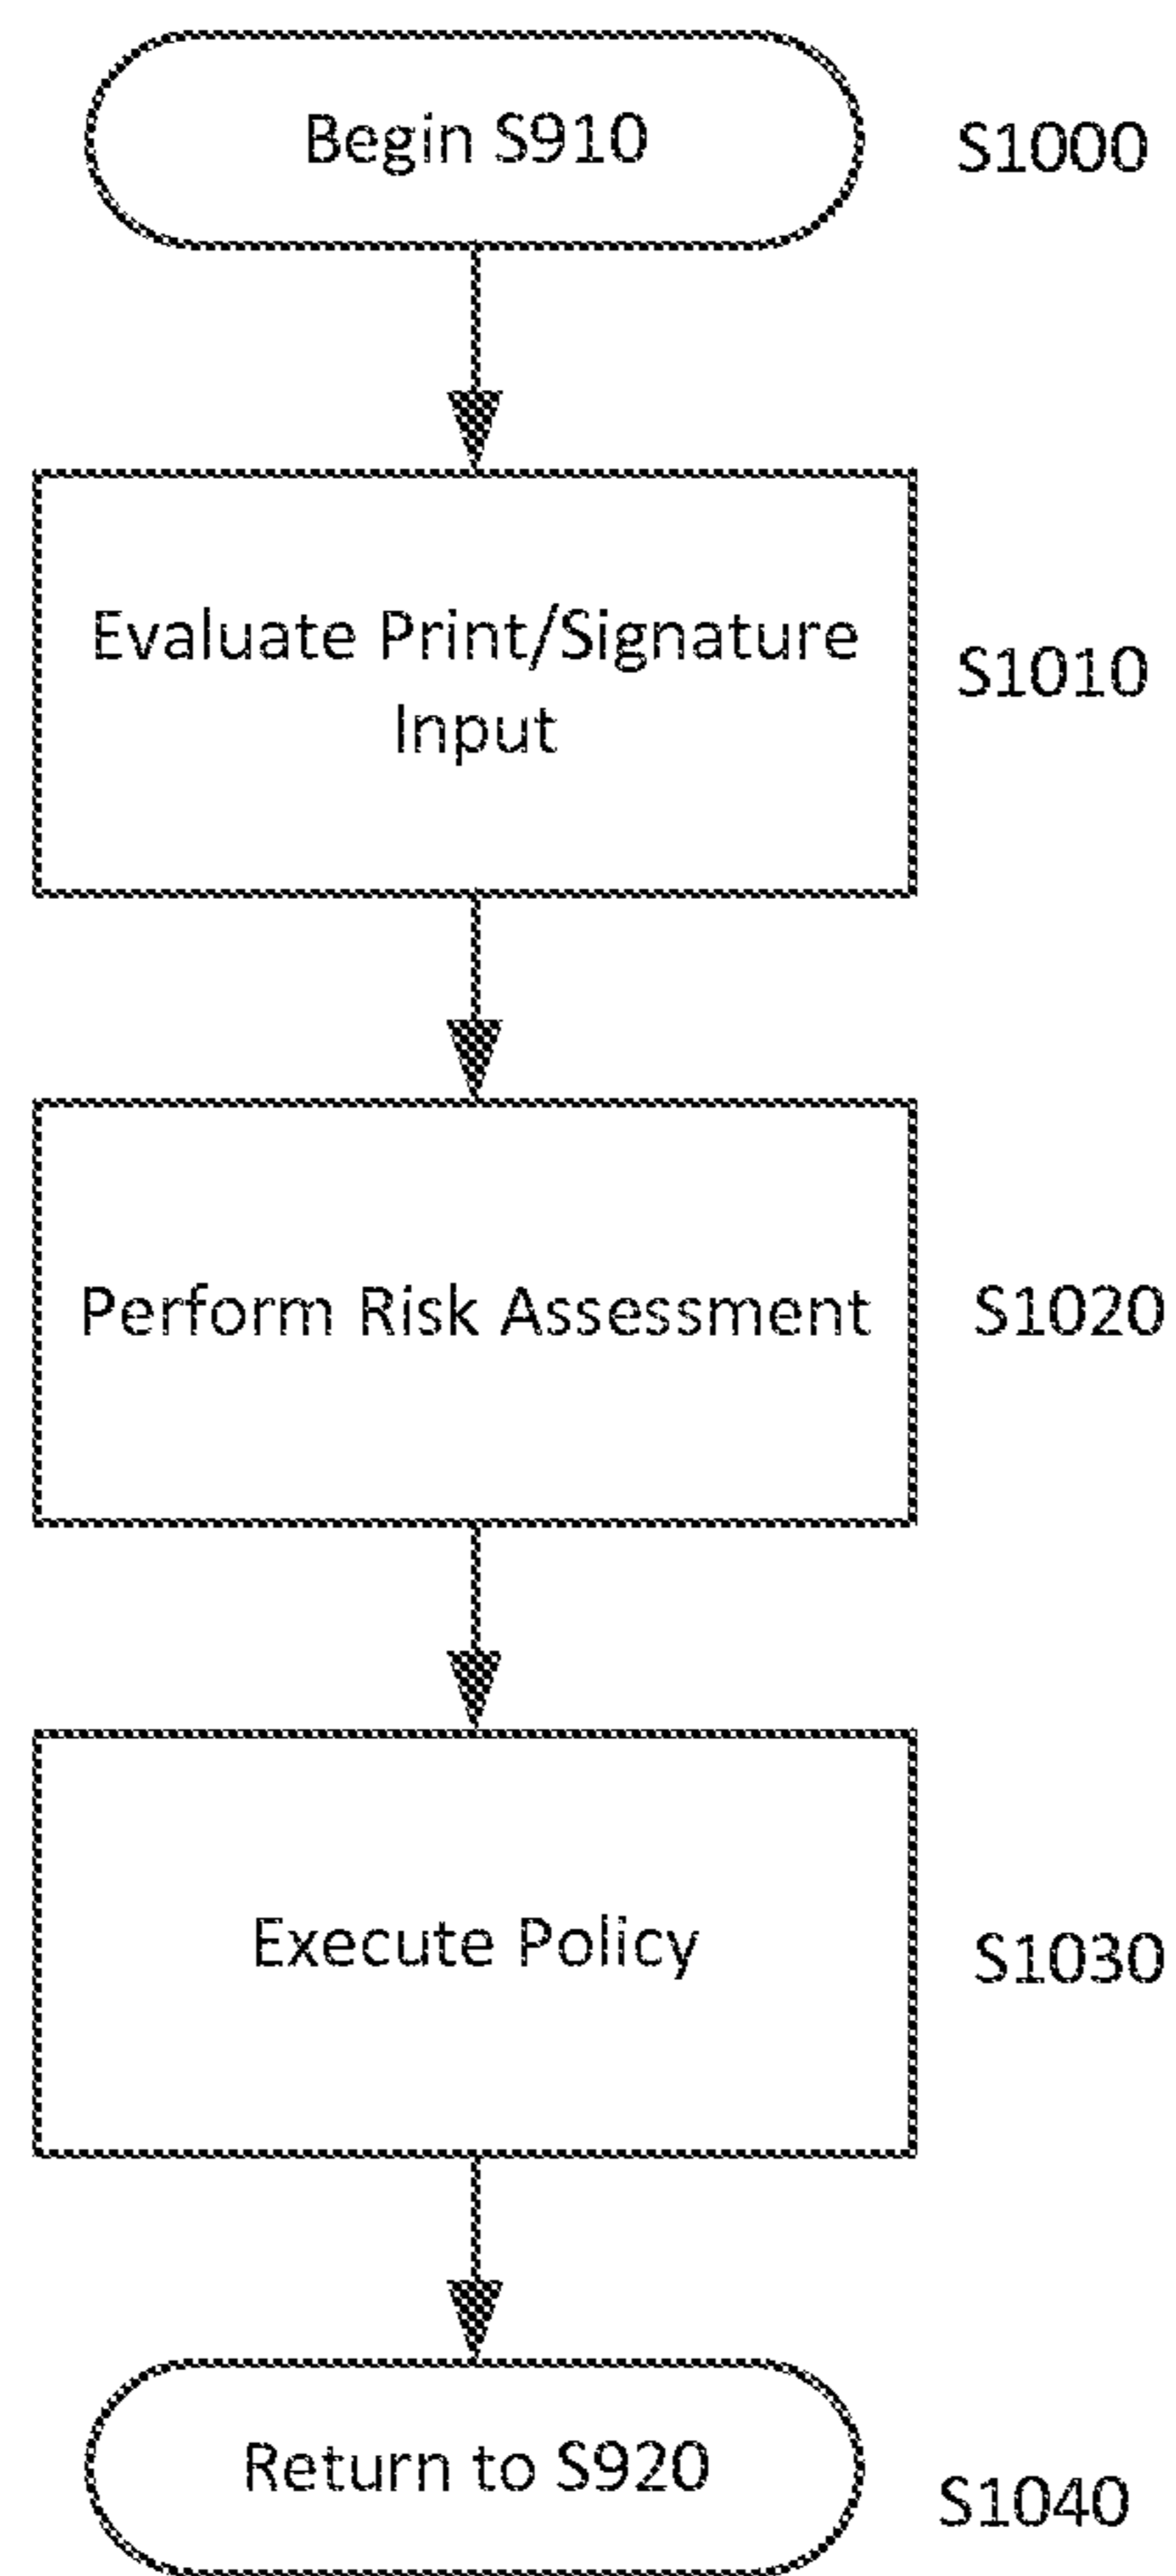 Begin S910
S1000
Evaluate Print/Signature
Input
S1010
Perform Risk Assessment
S1020
Execute Policy
S1030
Return to S920
S1040